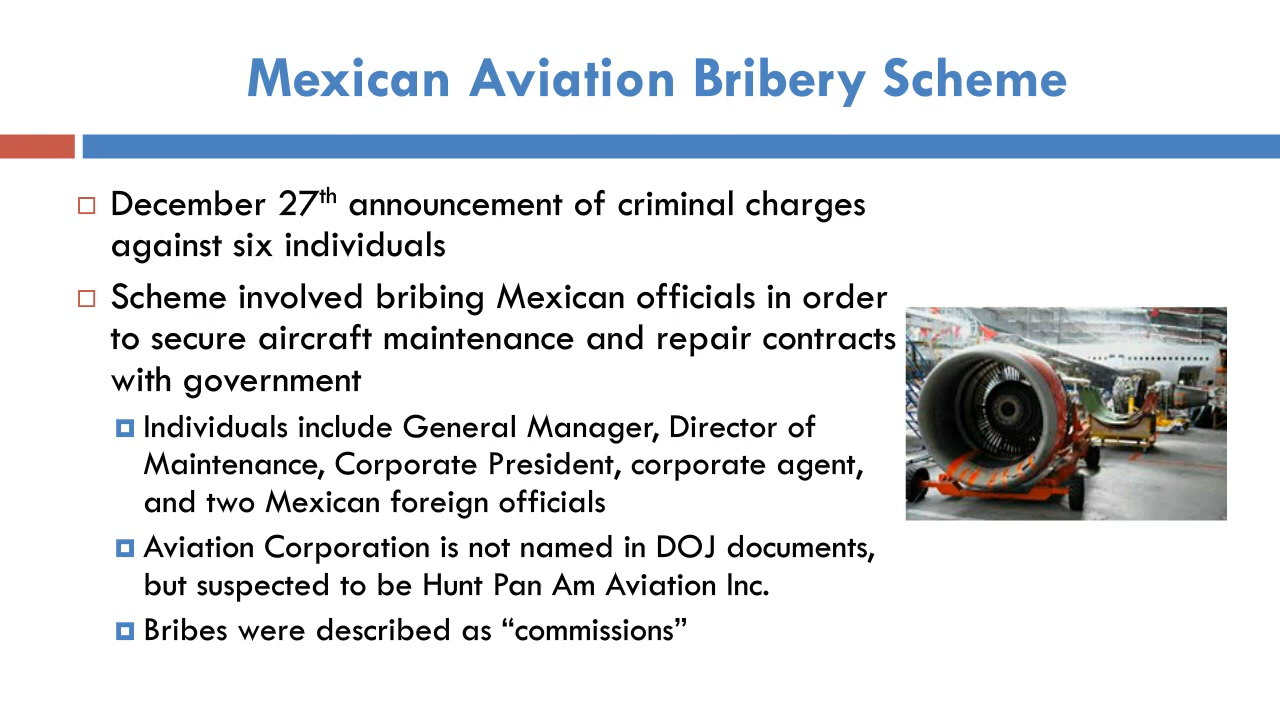 Mexican Aviation Bribery Scheme
December 27th announcement of criminal charges
against six individuals
Scheme involved bribing Mexican officials in order
to secure aircraft maintenance and repair contracts
with government
Individuals include General Manager, Director of
Maintenance, Corporate President, corporate agent,
and two Mexican foreign officials
Aviation Corporation is not named in DOJ documents,
but suspected to be Hunt Pan Am Aviation Inc.
Bribes were described as “commissions”